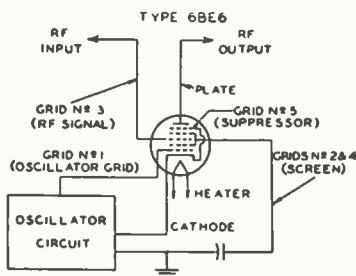 TYPE 6BE6
RF
INPUT
RF
OUTPUT
PLATE
GRID Nº 3
(RF SIGNAL)
GRID Nº 5
(SUPPRESSOR)
GRID Nº 1
(OSCILLATOR GRID)
GRIDS Nº 2&4
(SCREEN)
HEATER
OSCILLATOR
CIRCUIT
CATHODE